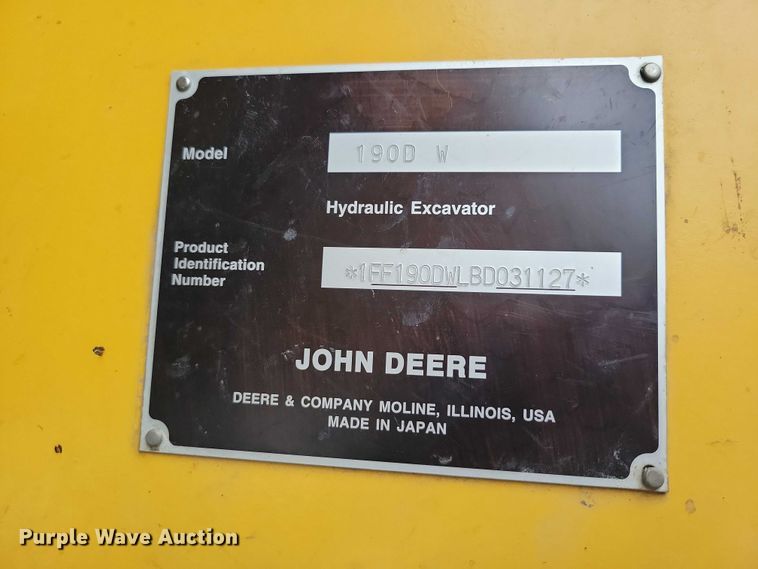 Model 190D W
Hydraulic Excavator
Product
Identification
Number
*1FF190DWLBD031127*
JOHN DEERE
DEERE & COMPANY MOLINE, ILLINOIS, USA
MADE IN JAPAN
Purple Wave Auction